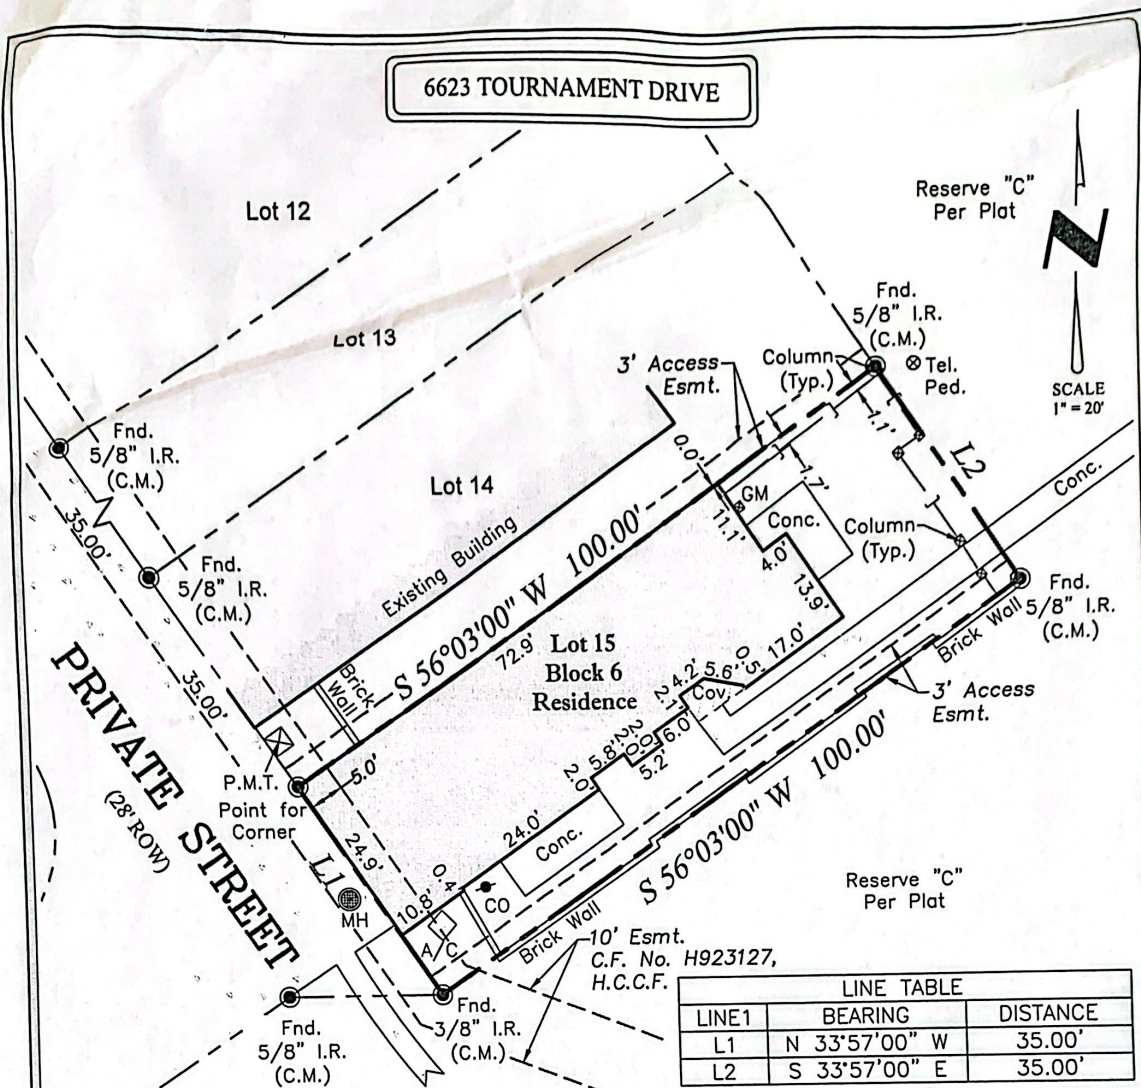 6623 TOURNAMENT DRIVE
Reserve "C"
Per Plat
Lot 12
Lot 13
Lot 14
SCALE
1" = 20'
Fnd.
5/8" I.R.
(C.M.)
Tel.
Ped.
Column
(Typ.)
3' Access
Esmt.
1.1'
L2
Conc.
Fnd.
5/8" I.R.
(C.M.)
35.00'
Fnd.
5/8" I.R.
(C.M.)
35.00'
Existing Building
S 56°03'00" W 100.00'
72.9'
0.0'
GM
11.1'
1.7'
Conc.
4.0'
13.9'
Column
(Typ.)
Fnd.
5/8" I.R.
(C.M.)
Brick Wall
3' Access
Esmt.
Lot 15
Block 6
Residence
Brick
Wall
17.0'
0.5'
5.6'
4.2'
Cov.
6.0'
5.2'
5.8'
24.0'
Conc.
P.M.T.
Point for
Corner
5.0'
24.9'
L1
MH
10.8'
0.4'
A/C
CO
Brick Wall
S 56°03'00" W 100.00'
PRIVATE STREET
(28' ROW)
Reserve "C"
Per Plat
10' Esmt.
C.F. No. H923127,
H.C.C.F.
Fnd.
3/8" I.R.
(C.M.)
Fnd.
5/8" I.R.
(C.M.)
LINE TABLE
LINE1 BEARING DISTANCE
L1 N 33°57'00" W 35.00'
L2 S 33°57'00" E 35.00'